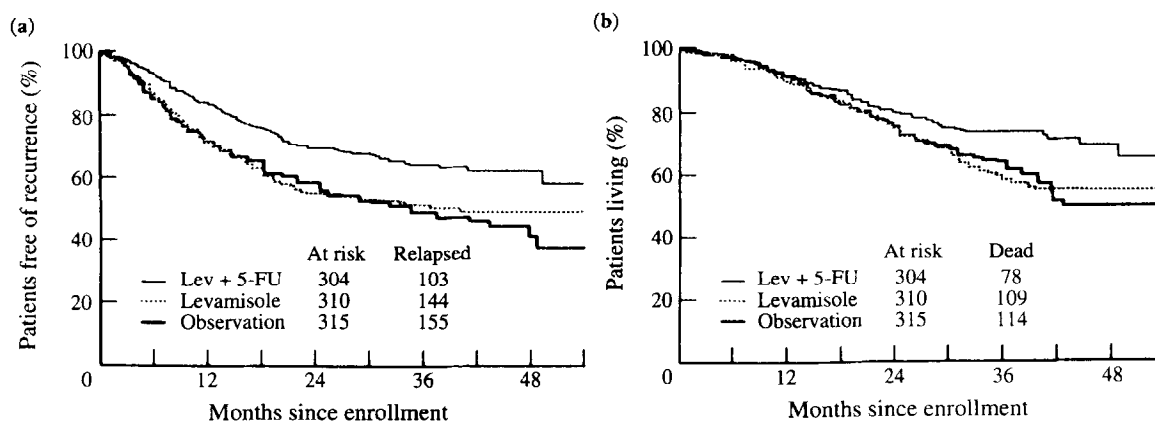 (a)
100
80
60
40
20
0
Patients free of recurrence (%)
At risk Relapsed
Lev + 5-FU 304 103
Levamisole 310 144
Observation 315 155
12 24 36 48
Months since enrollment
(b)
100
80
60
40
20
0
Patients living (%)
At risk Dead
Lev + 5-FU 304 78
Levamisole 310 109
Observation 315 114
12 24 36 48
Months since enrollment